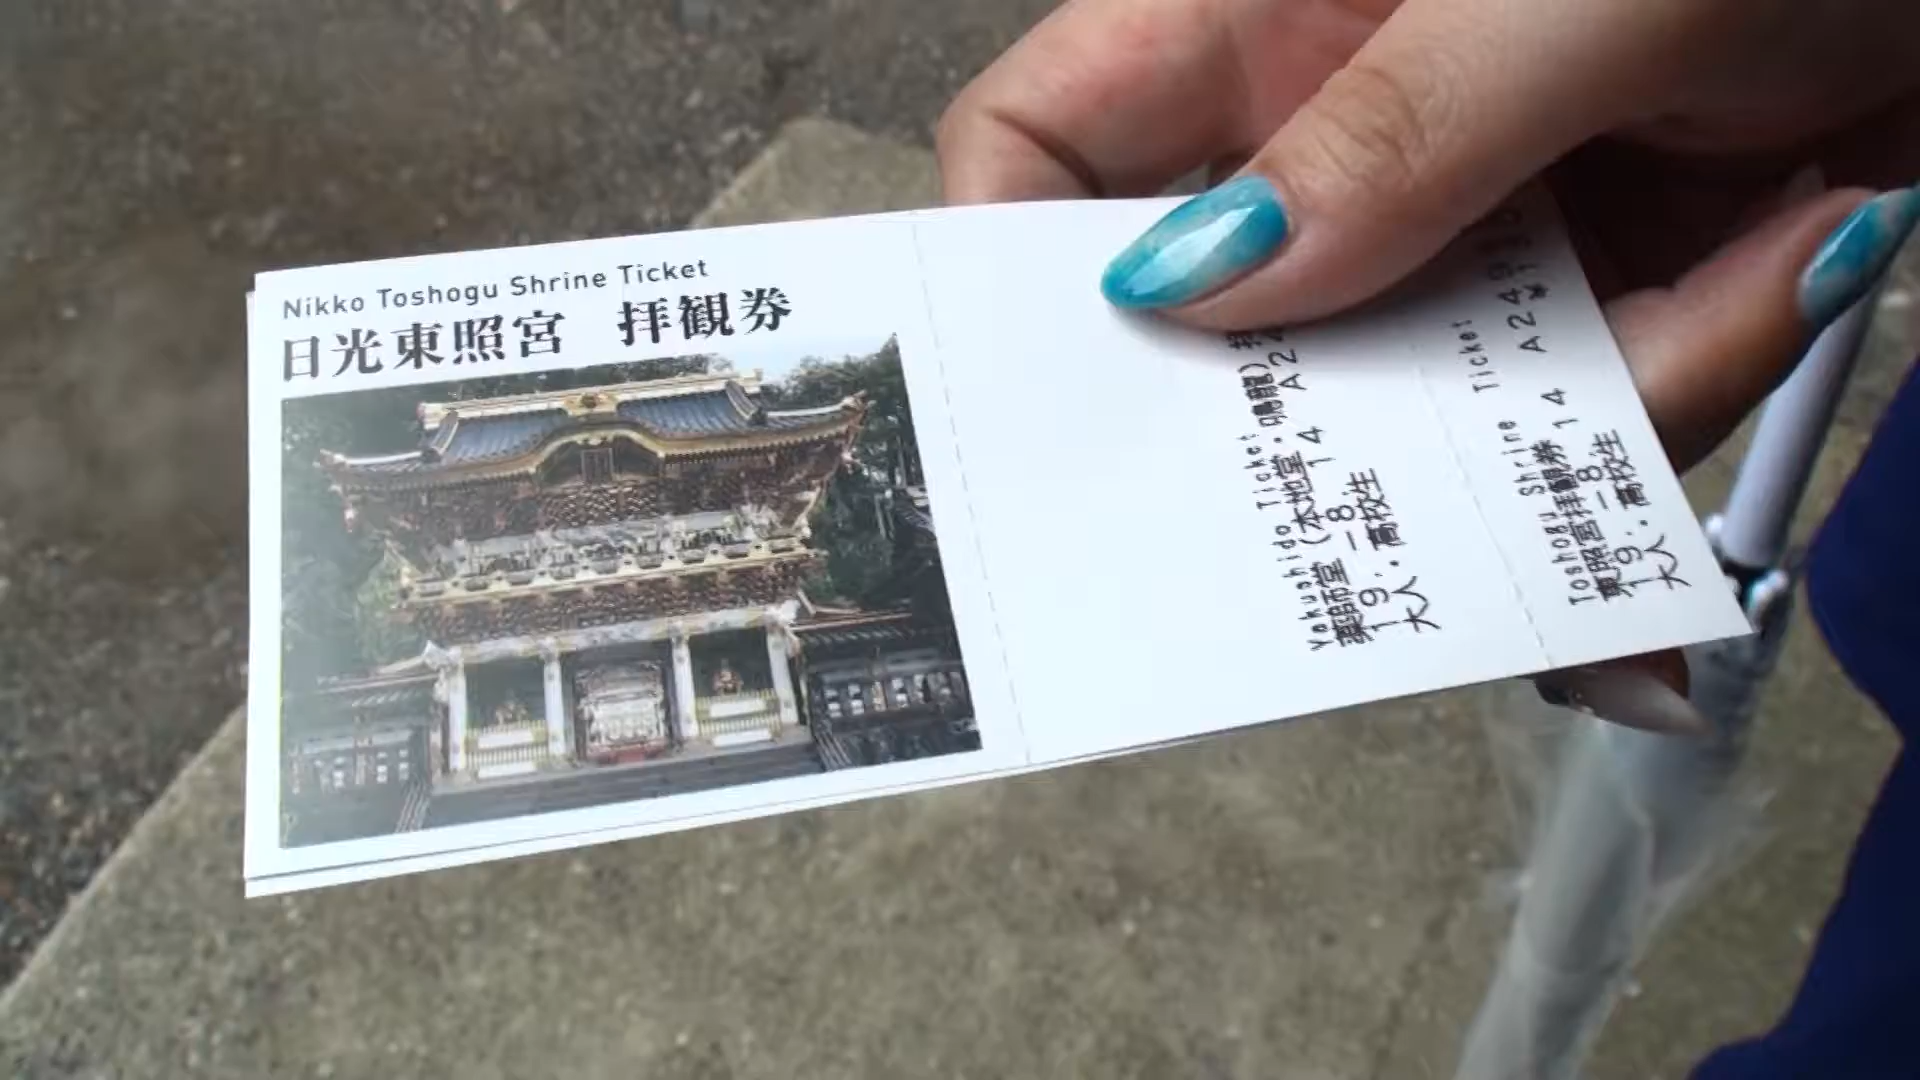 Nikko Toshogu Shrine Ticket
日光東照宮 拝観券
Yakushido Ticket
薬師堂(本地堂・鳴龍)
19.-8.14 A2
大人・高校生
Toshogu Shrine Ticket
東照宮拝観券
19.-8.14 A249
大人・高校生